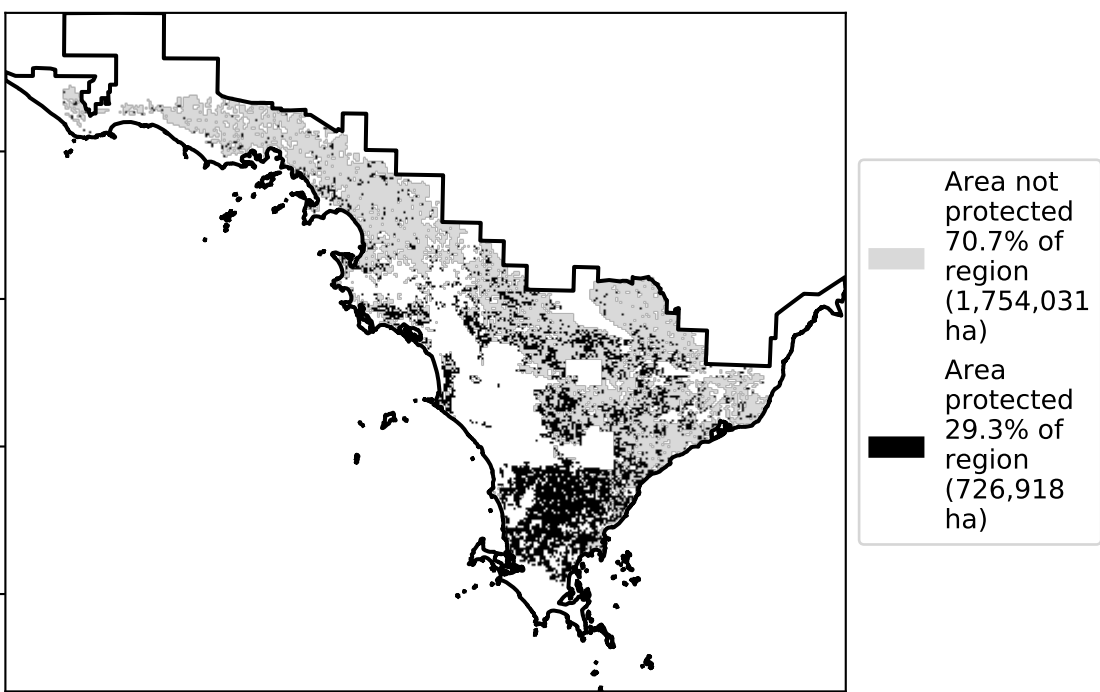 Area not
protected
70.7% of
region
(1,754,031
ha)
Area
protected
29.3% of
region
(726,918
ha)